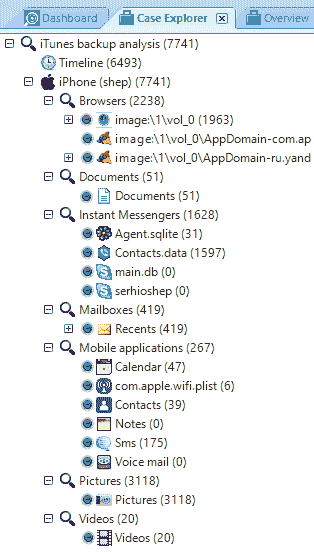 Dashboard Case Explorer Overview
iTunes backup analysis (7741)
Timeline (6493)
iPhone (shep) (7741)
Browsers (2238)
image:\1\vol_0 (1963)
image:\1\vol_0\AppDomain-com.ap
image:\1\vol_0\AppDomain-ru.yand
Documents (51)
Documents (51)
Instant Messengers (1628)
Agent.sqlite (31)
Contacts.data (1597)
main.db (0)
serhioshep (0)
Mailboxes (419)
Recents (419)
Mobile applications (267)
Calendar (47)
com.apple.wifi.plist (6)
Contacts (39)
Notes (0)
Sms (175)
Voice mail (0)
Pictures (3118)
Pictures (3118)
Videos (20)
Videos (20)